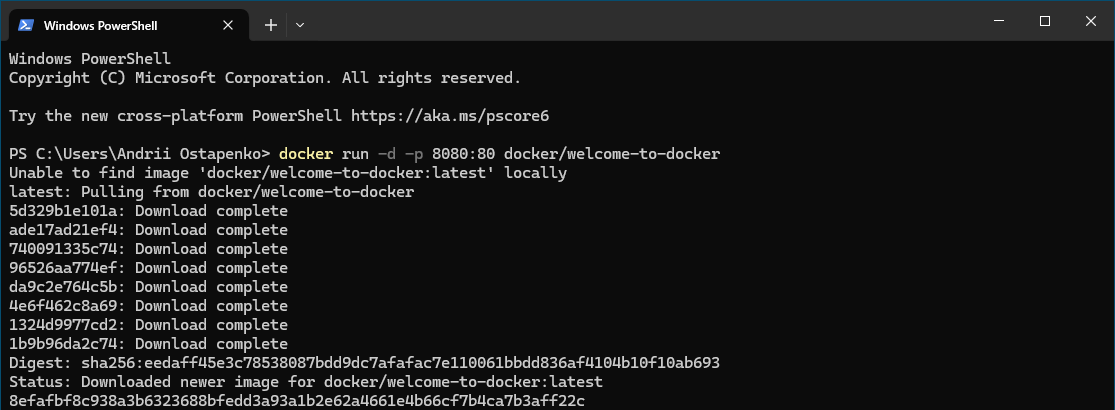 Windows PowerShell
Windows PowerShell
Copyright (C) Microsoft Corporation. All rights reserved.
Try the new cross-platform PowerShell https://aka.ms/pscore6
PS C:\Users\Andrii Ostapenko> docker run -d -p 8080:80 docker/welcome-to-docker
Unable to find image 'docker/welcome-to-docker:latest' locally
latest: Pulling from docker/welcome-to-docker
5d329b1e101a: Download complete
ade17ad21ef4: Download complete
740091335c74: Download complete
96526aa774ef: Download complete
da9c2e764c5b: Download complete
4e6f462c8a69: Download complete
1324d9977cd2: Download complete
1b9b96da2c74: Download complete
Digest: sha256:eedaff45e3c78538087bdd9dc7afafac7e110061bbdd836af4104b10f10ab693
Status: Downloaded newer image for docker/welcome-to-docker:latest
8efafbf8c938a3b6323688bfedd3a93a1b2e62a4661e4b66cf7b4ca7b3aff22c